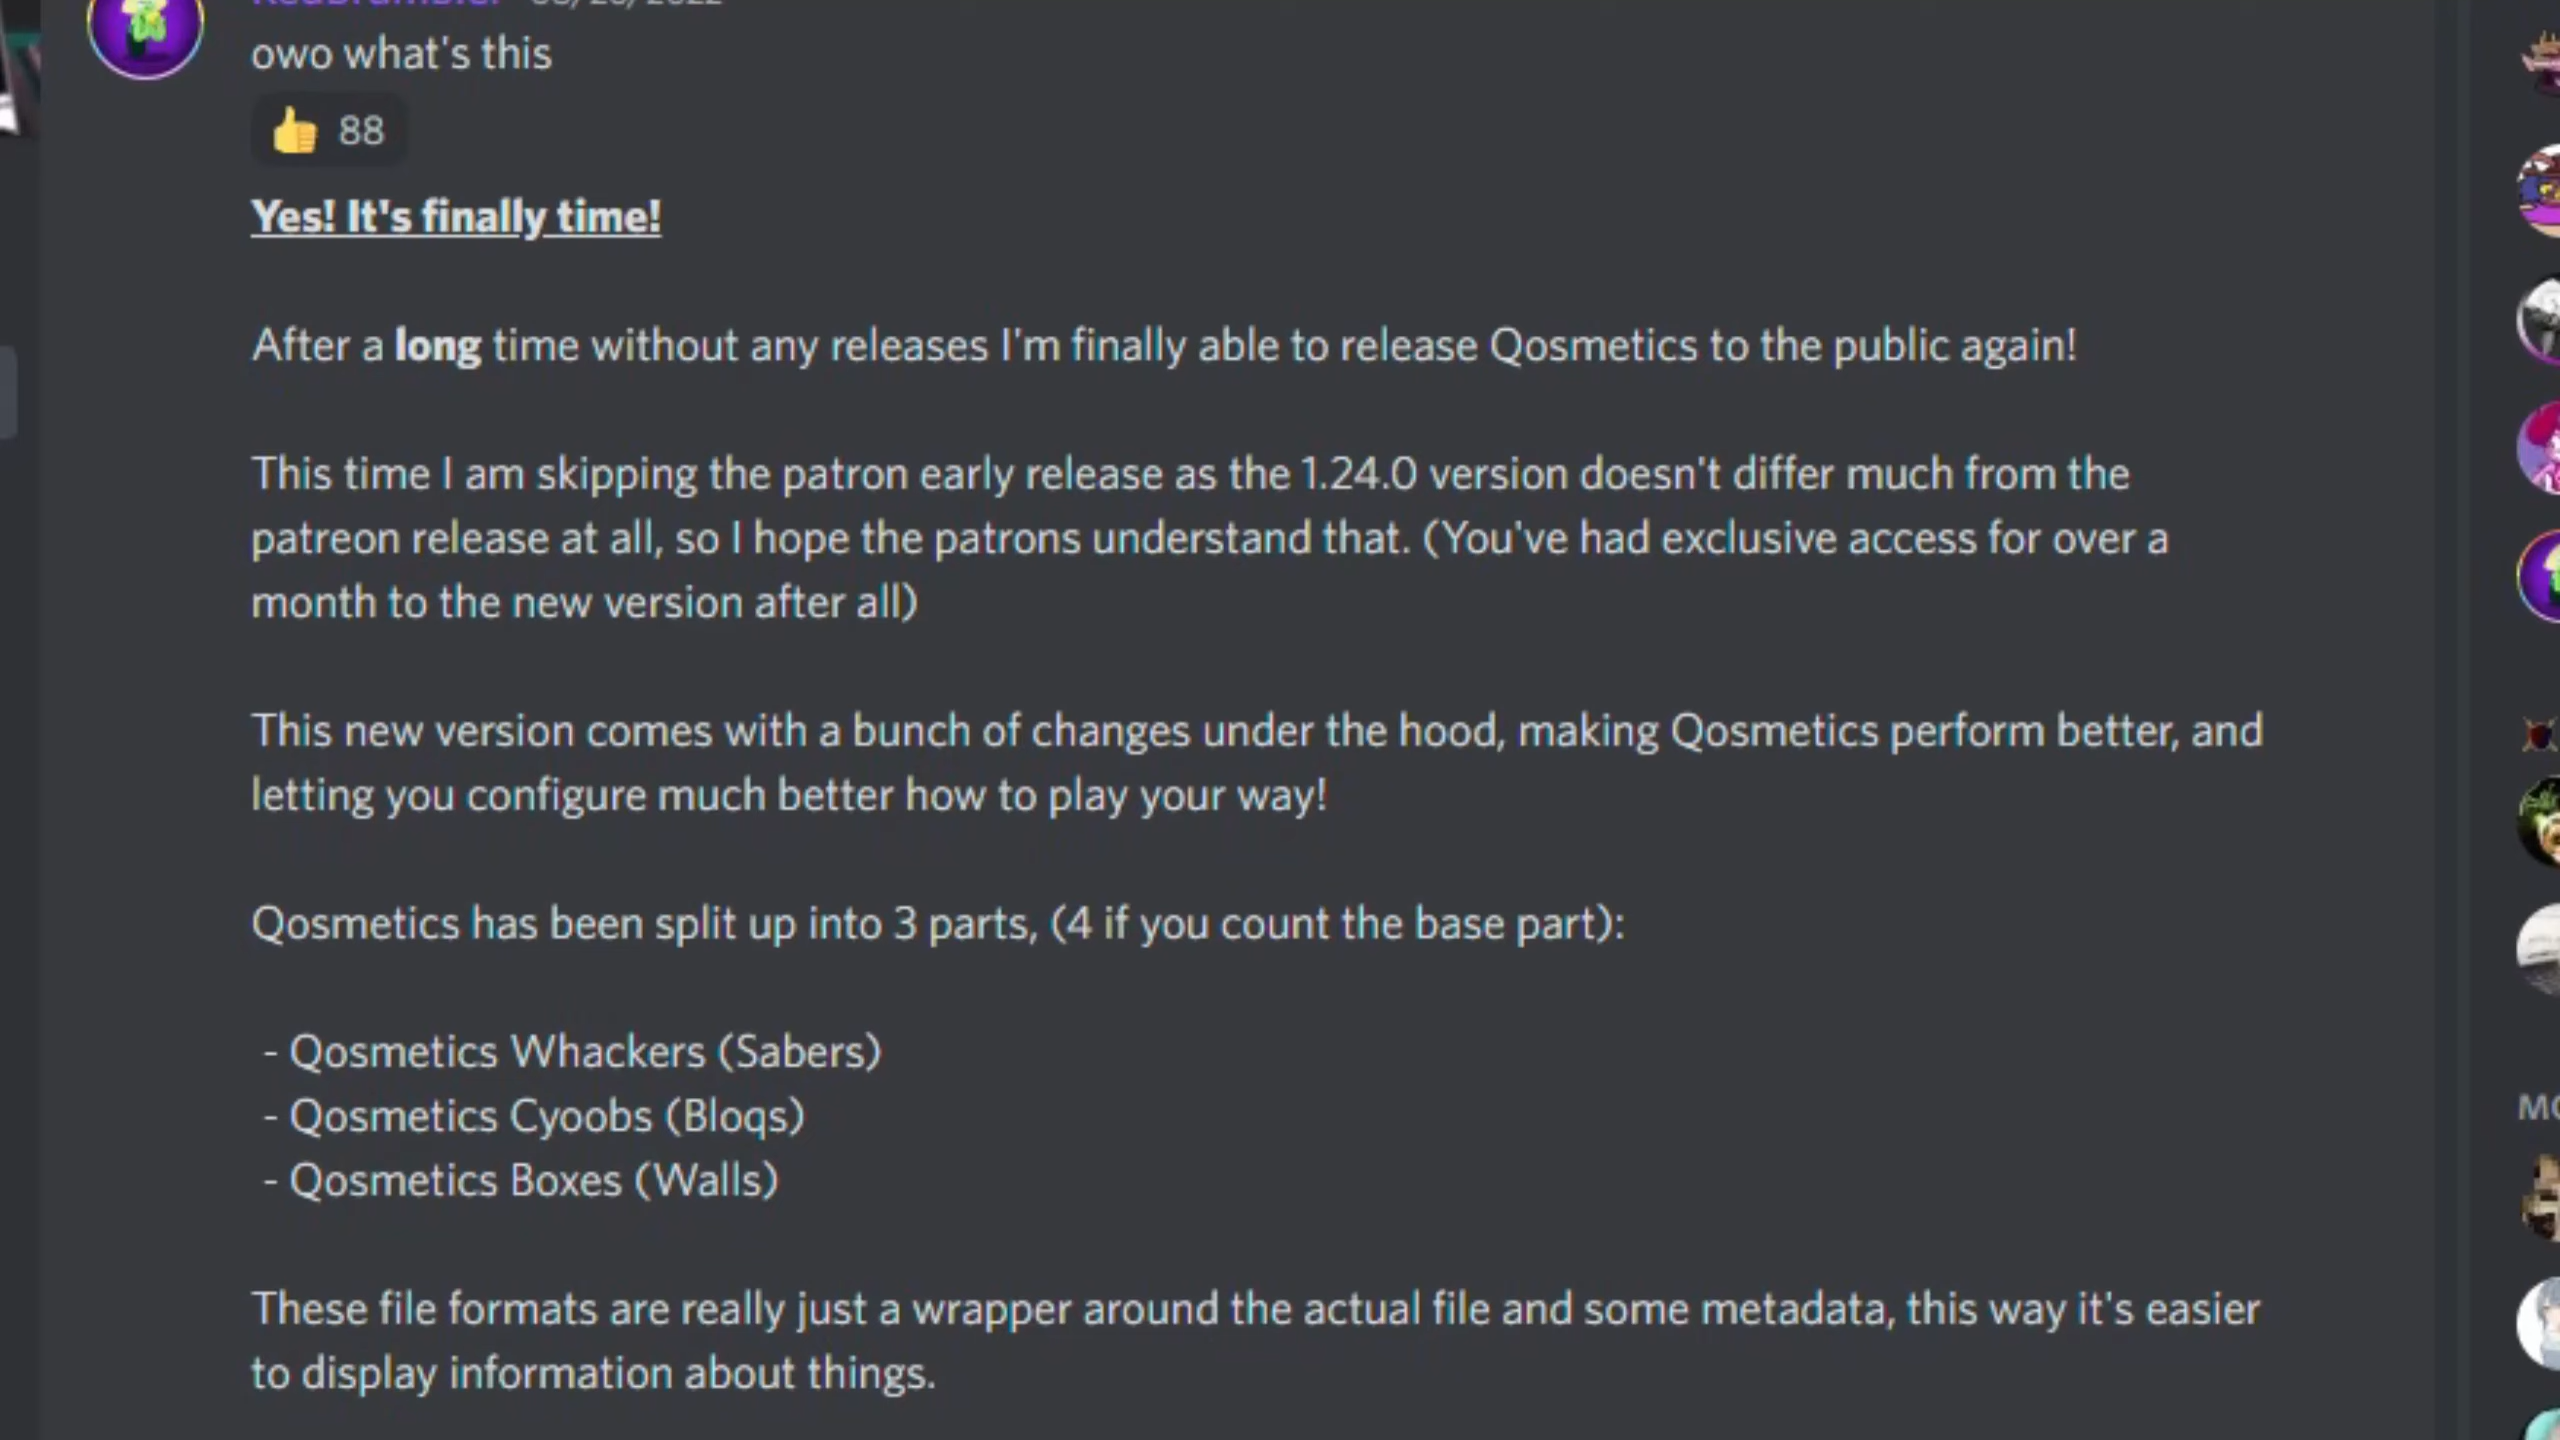 owo what's this
👍 88
Yes! It's finally time!
After a long time without any releases I'm finally able to release Qosmetics to the public again!
This time I am skipping the patron early release as the 1.24.0 version doesn't differ much from the
patreon release at all, so I hope the patrons understand that. (You've had exclusive access for over a
month to the new version after all)
This new version comes with a bunch of changes under the hood, making Qosmetics perform better, and
letting you configure much better how to play your way!
Qosmetics has been split up into 3 parts, (4 if you count the base part):
- Qosmetics Whackers (Sabers)
- Qosmetics Cyoobs (Bloqs)
- Qosmetics Boxes (Walls)
These file formats are really just a wrapper around the actual file and some metadata, this way it's easier
to display information about things.